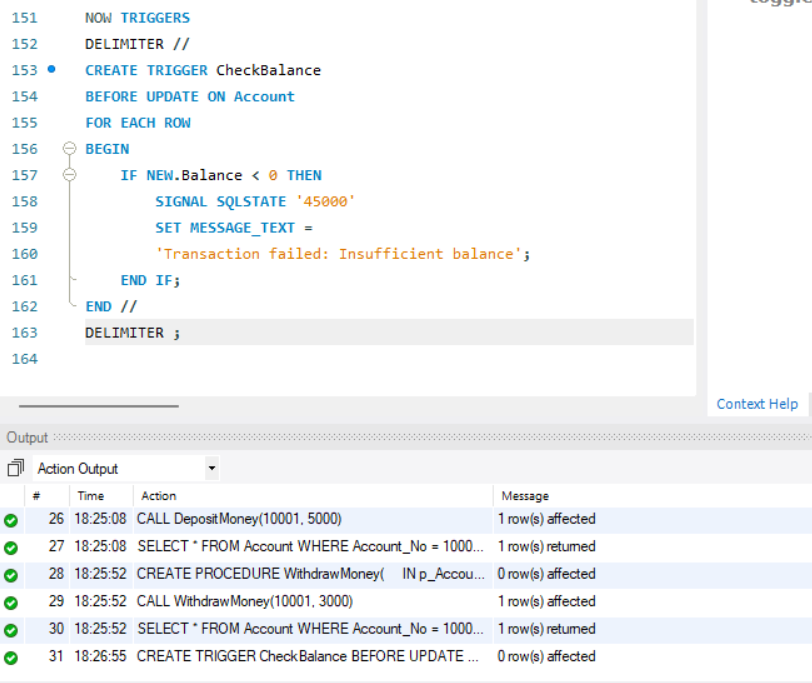 151 NOW TRIGGERS
152 DELIMITER //
153 CREATE TRIGGER CheckBalance
154 BEFORE UPDATE ON Account
155 FOR EACH ROW
156 BEGIN
157 IF NEW.Balance < 0 THEN
158 SIGNAL SQLSTATE '45000'
159 SET MESSAGE_TEXT =
160 'Transaction failed: Insufficient balance';
161 END IF;
162 END //
163 DELIMITER ;
164
Context Help
Output
Action Output
# Time Action Message
26 18:25:08 CALL DepositMoney(10001, 5000) 1 row(s) affected
27 18:25:08 SELECT * FROM Account WHERE Account_No = 1000... 1 row(s) returned
28 18:25:52 CREATE PROCEDURE WithdrawMoney( IN p_Accou... 0 row(s) affected
29 18:25:52 CALL WithdrawMoney(10001, 3000) 1 row(s) affected
30 18:25:52 SELECT * FROM Account WHERE Account_No = 1000... 1 row(s) returned
31 18:26:55 CREATE TRIGGER CheckBalance BEFORE UPDATE ... 0 row(s) affected